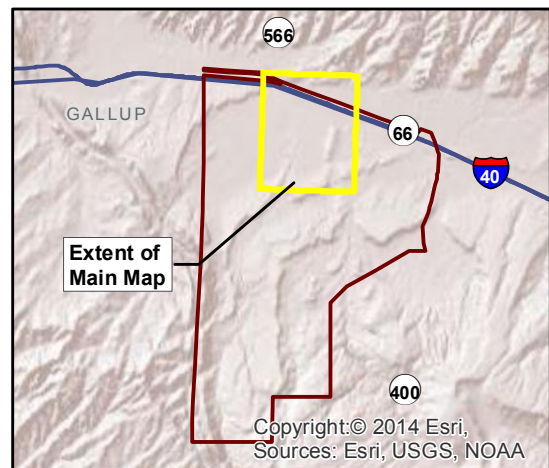 566
GALLUP
66
40
Extent of
Main Map
400
Copyright:© 2014 Esri,
Sources: Esri, USGS, NOAA